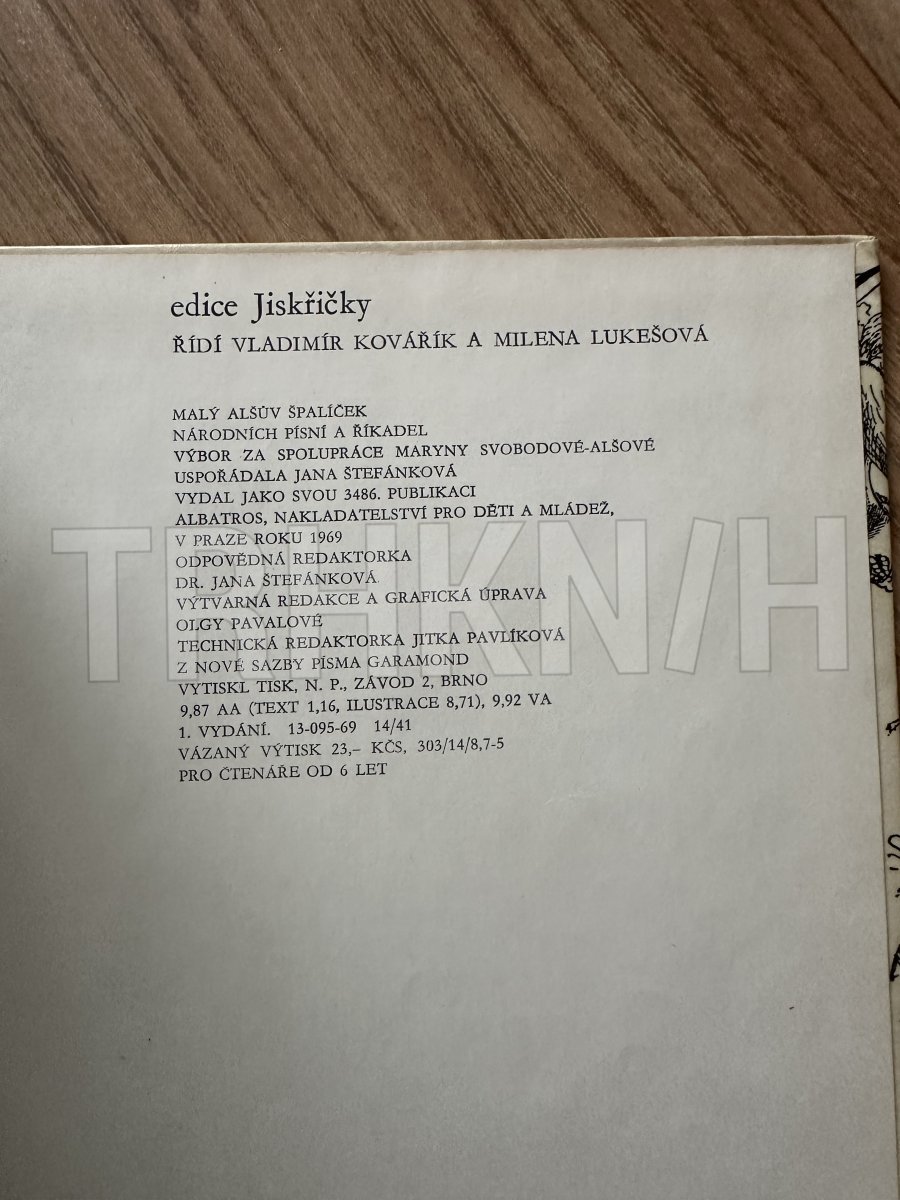 edice Jiskřičky
ŘÍDÍ VLADIMÍR KOVÁŘÍK A MILENA LUKEŠOVÁ
MALÝ ALŠŮV ŠPALÍČEK
NÁRODNÍCH PÍSNÍ A ŘÍKADEL
VÝBOR ZA SPOLUPRÁCE MARYNY SVOBODOVÉ-ALŠOVÉ
USPOŘÁDALA JANA ŠTEFÁNKOVÁ
VYDAL JAKO SVOU 3486. PUBLIKACI
ALBATROS, NAKLADATELSTVÍ PRO DĚTI A MLÁDEŽ,
V PRAZE ROKU 1969
ODPOVĚDNÁ REDAKTORKA
DR. JANA ŠTEFÁNKOVÁ
VÝTVARNÁ REDAKCE A GRAFICKÁ ÚPRAVA
OLGY PAVALOVÉ
TECHNICKÁ REDAKTORKA JITKA PAVLÍKOVÁ
Z NOVÉ SAZBY PÍSMA GARAMOND
VYTISKL TISK, N. P., ZÁVOD 2, BRNO
9,87 AA (TEXT 1,16, ILUSTRACE 8,71), 9,92 VA
1. VYDÁNÍ. 13-095-69 14/41
VÁZANÝ VÝTISK 23,– KČS, 303/14/8,7-5
PRO ČTENÁŘE OD 6 LET
TRHKNIH